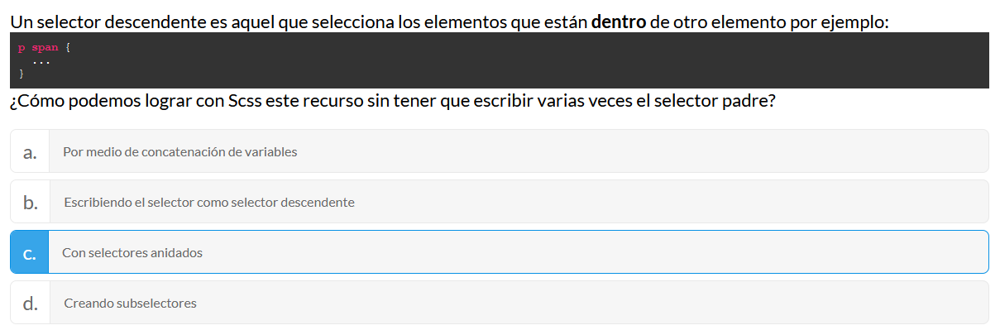 Un selector descendente es aquel que selecciona los elementos que están dentro de otro elemento por ejemplo:
p span {
...
}
¿Cómo podemos lograr con Scss este recurso sin tener que escribir varias veces el selector padre?
a. Por medio de concatenación de variables
b. Escribiendo el selector como selector descendente
c. Con selectores anidados
d. Creando subselectores